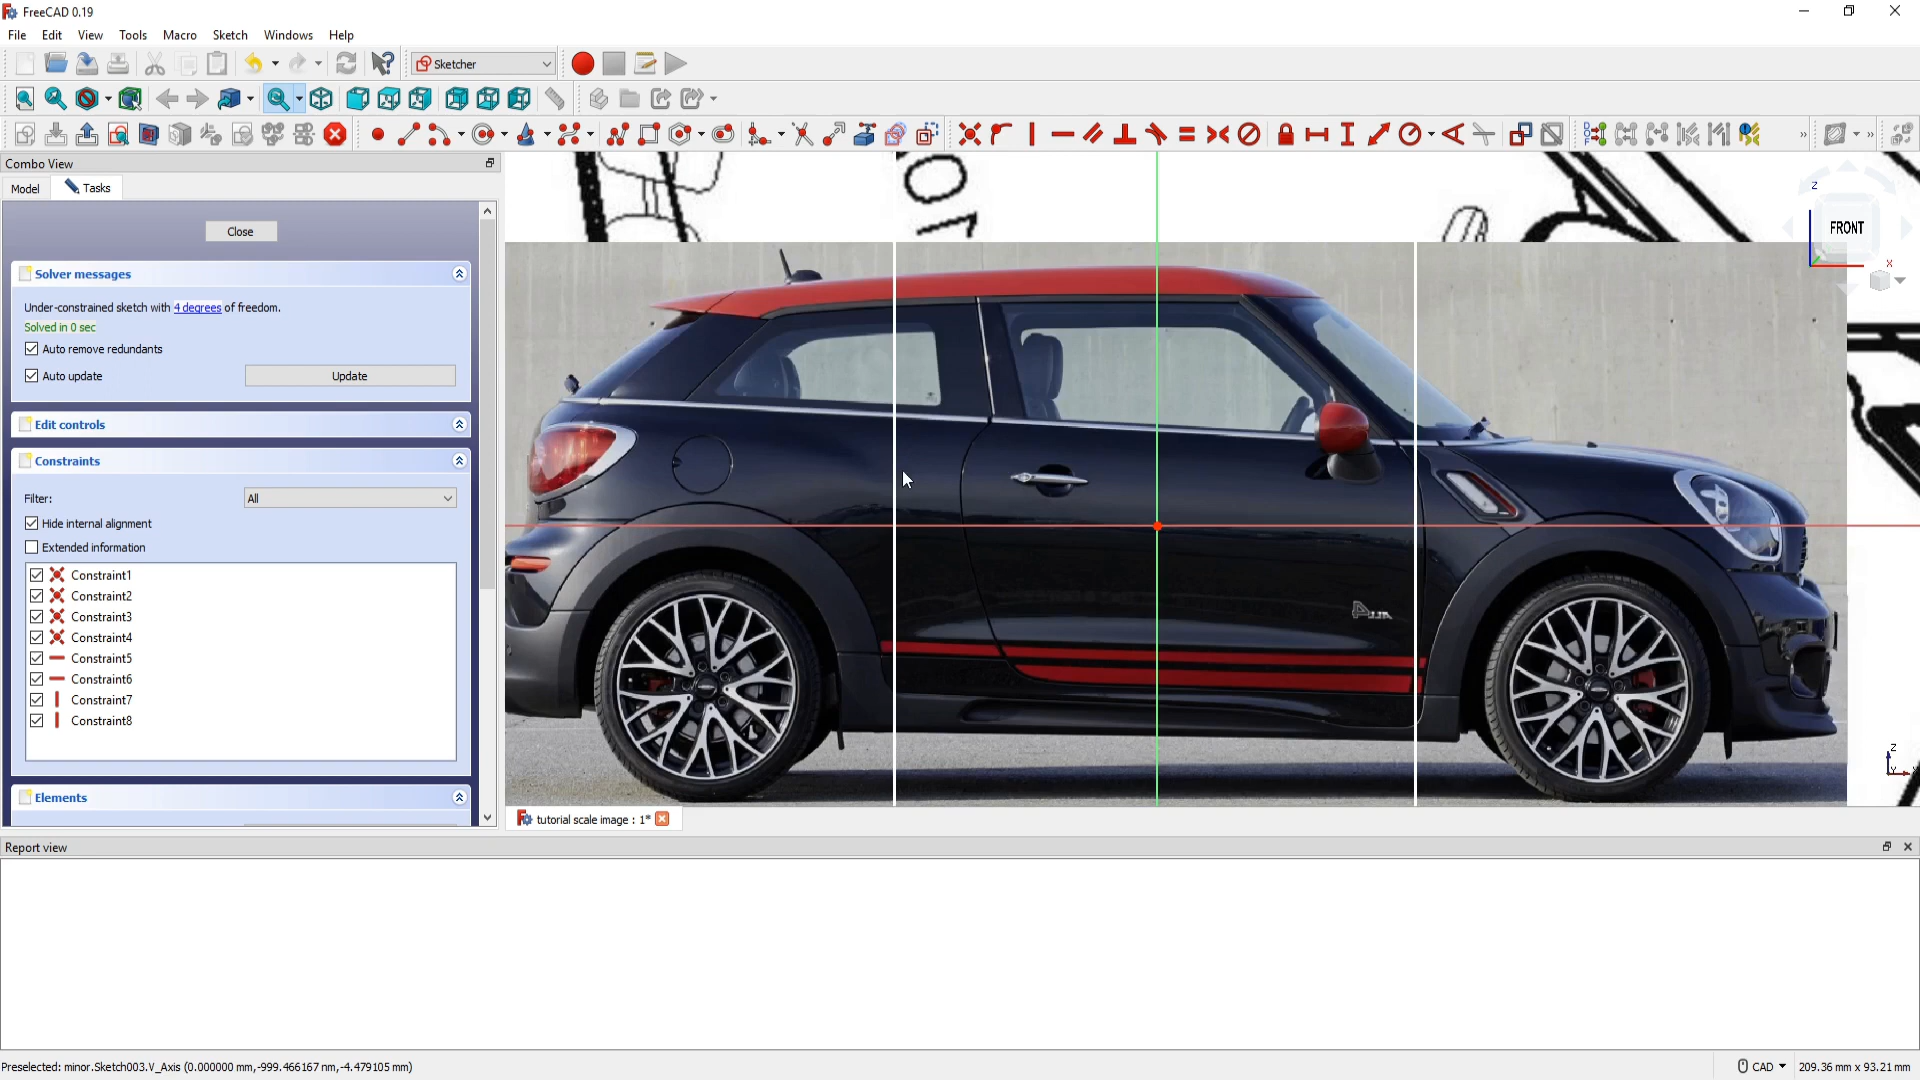 FreeCAD 0.19
File Edit View Tools Macro Sketch Windows Help
Sketcher
Combo View
Model Tasks
Close
Solver messages
Under-constrained sketch with 4 degrees of freedom.
Solved in 0 sec
Auto remove redundants
Auto update Update
Edit controls
Constraints
Filter: All
Hide internal alignment
Extended information
Constraint1
Constraint2
Constraint3
Constraint4
Constraint5
Constraint6
Constraint7
Constraint8
Elements
Z
FRONT
X
Z
tutorial scale image : 1*
Report view
Preselected: minor.Sketch003.V_Axis (0.000000 mm,-999.466167 nm,-4.479105 mm)
CAD 209.36 mm x 93.21 mm